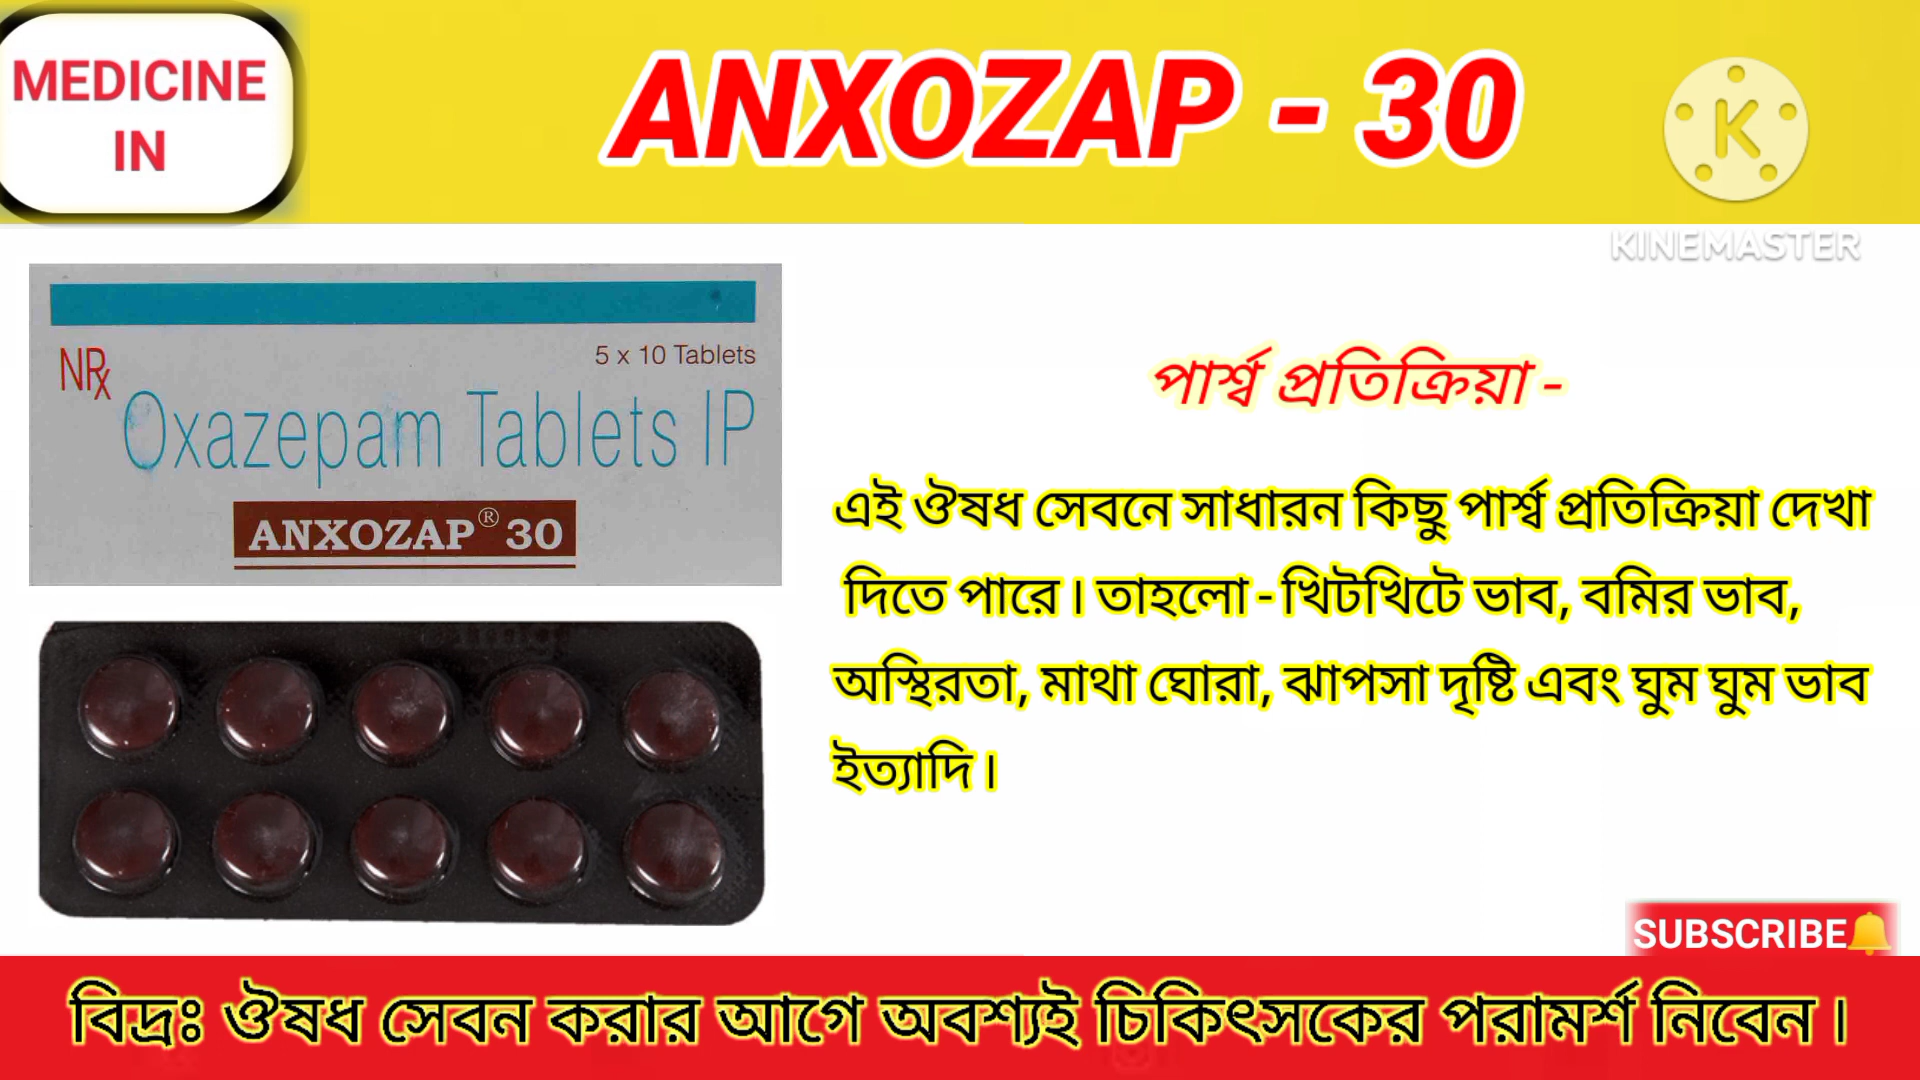 MEDICINE
IN
ANXOZAP - 30
K
KINEMASTER
NRx
5 x 10 Tablets
Oxazepam Tablets IP
ANXOZAP® 30
পার্শ্ব প্রতিক্রিয়া -
এই ঔষধ সেবনে সাধারন কিছু পার্শ্ব প্রতিক্রিয়া দেখা
দিতে পারে। তাহলো - খিটখিটে ভাব, বমির ভাব,
অস্থিরতা, মাথা ঘোরা, ঝাপসা দৃষ্টি এবং ঘুম ঘুম ভাব
ইত্যাদি।
SUBSCRIBE
বিদ্রঃ ঔষধ সেবন করার আগে অবশ্যই চিকিৎসকের পরামর্শ নিবেন।